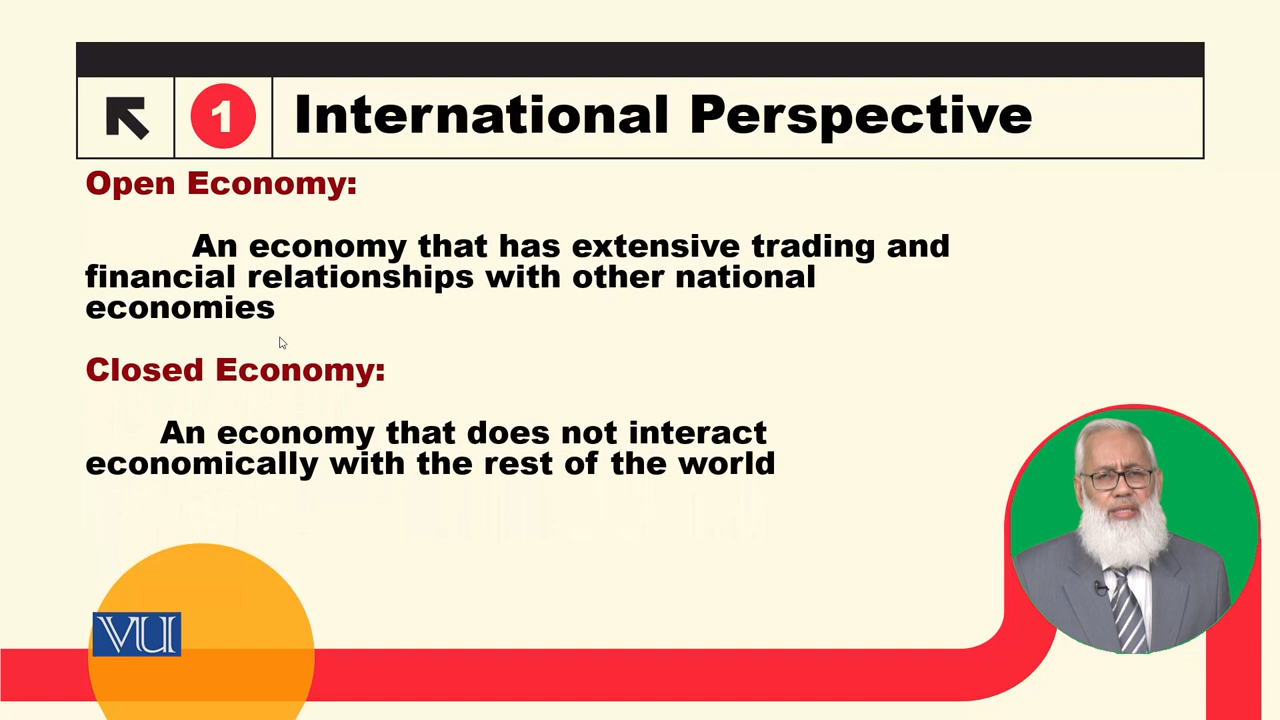 1 International Perspective
Open Economy:
An economy that has extensive trading and
financial relationships with other national
economies
Closed Economy:
An economy that does not interact
economically with the rest of the world
VU